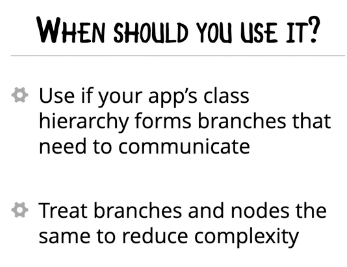 When should you use it?
Use if your app's class
hierarchy forms branches that
need to communicate
Treat branches and nodes the
same to reduce complexity